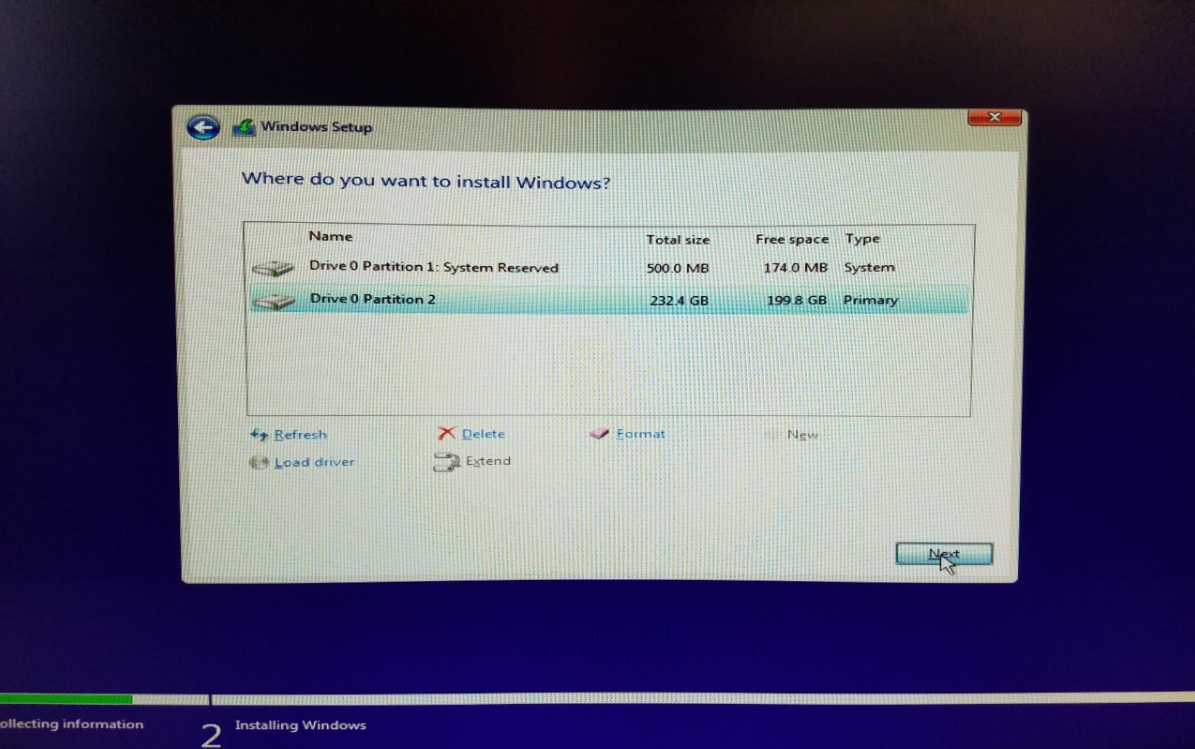 Windows Setup
Where do you want to install Windows?
Name Total size Free space Type
Drive 0 Partition 1: System Reserved 500.0 MB 174.0 MB System
Drive 0 Partition 2 232.4 GB 199.8 GB Primary
Refresh Delete Format New
Load driver Extend
Next
ollecting information 2 Installing Windows